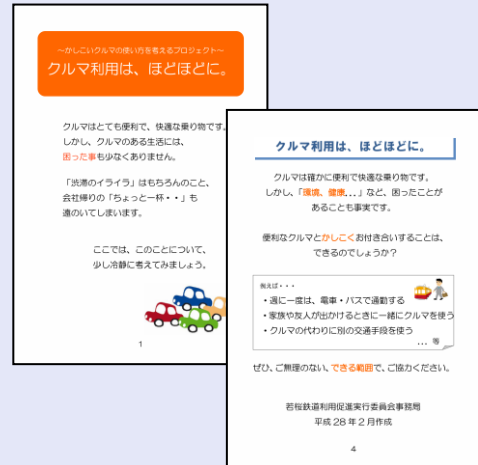 ～かしこいクルマの使い方を考えるプロジェクト～
クルマ利用は、ほどほどに。
クルマはとても便利で、快適な乗り物です。
しかし、クルマのある生活には、
困った事も少なくありません。
「渋滞のイライラ」はもちろんのこと、
会社帰りの「ちょっと一杯・・」も
遠のいてしまいます。
ここでは、このことについて、
少し冷静に考えてみましょう。
1
クルマ利用は、ほどほどに。
クルマは確かに便利で快適な乗り物です。
しかし、「環境、健康...」など、困ったことが
あることも事実です。
便利なクルマとかしこくお付き合いすることは、
できるのでしょうか？
例えば・・・
・週に一度は、電車・バスで通勤する
・家族や友人が出かけるときに一緒にクルマを使う
・クルマの代わりに別の交通手段を使う
... 等
ぜひ、ご無理のない、できる範囲で、ご協力ください。
若桜鉄道利用促進実行委員会事務局
平成 28 年 2 月作成
4